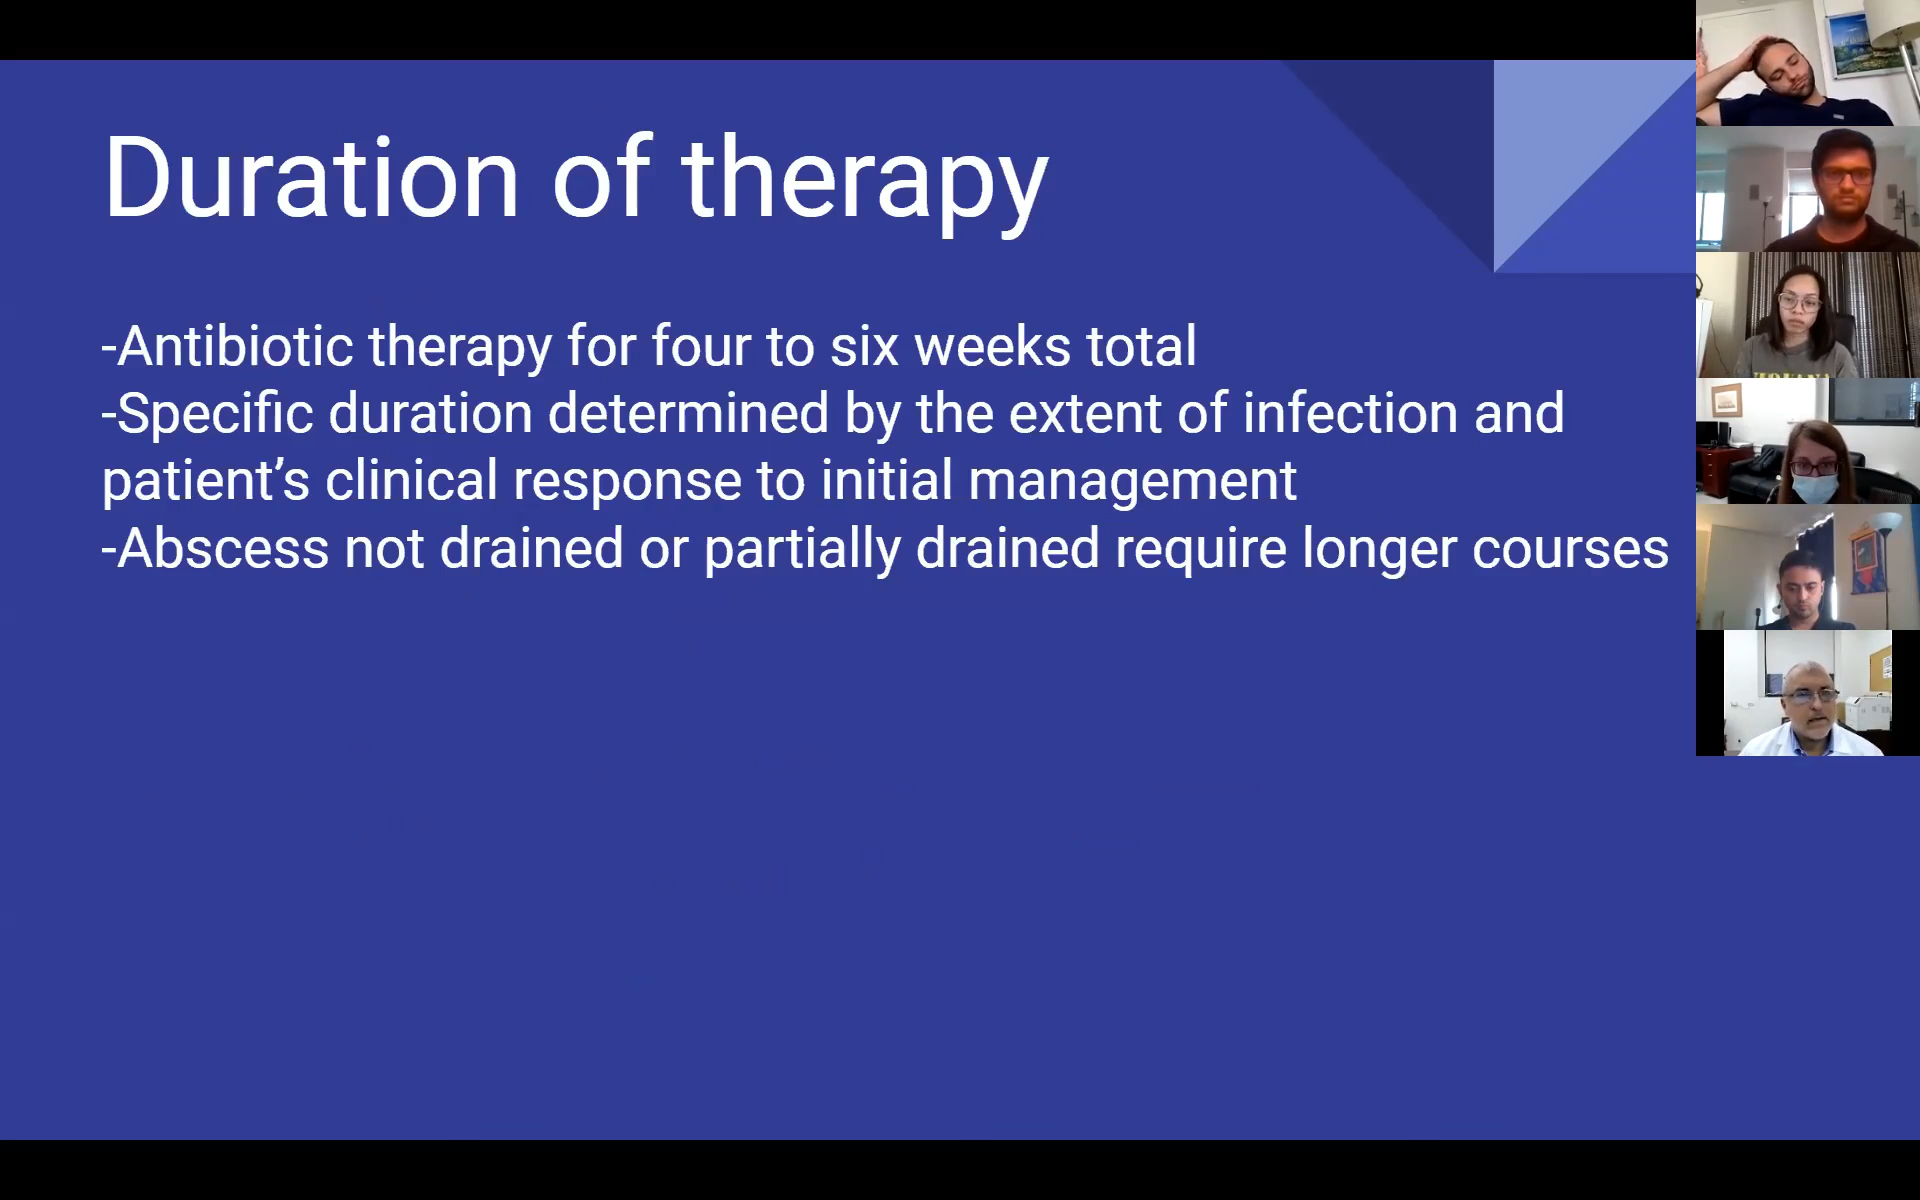 Duration of therapy
-Antibiotic therapy for four to six weeks total
-Specific duration determined by the extent of infection and
patient’s clinical response to initial management
-Abscess not drained or partially drained require longer courses